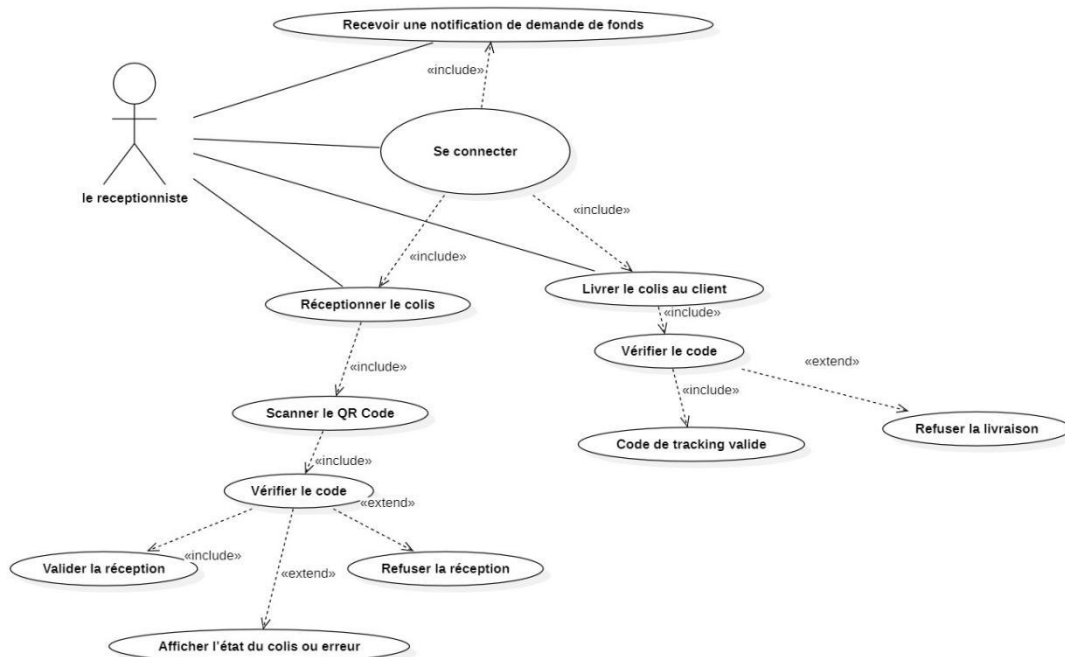 Recevoir une notification de demande de fonds
«include»
Se connecter
le receptionniste
«include»
«include»
Livrer le colis au client
Réceptionner le colis
«include»
Vérifier le code
«extend»
«include»
«include»
Scanner le QR Code
Refuser la livraison
Code de tracking valide
«include»
Vérifier le code
«extend»
«include»
Valider la réception
Refuser la réception
«extend»
Afficher l'état du colis ou erreur